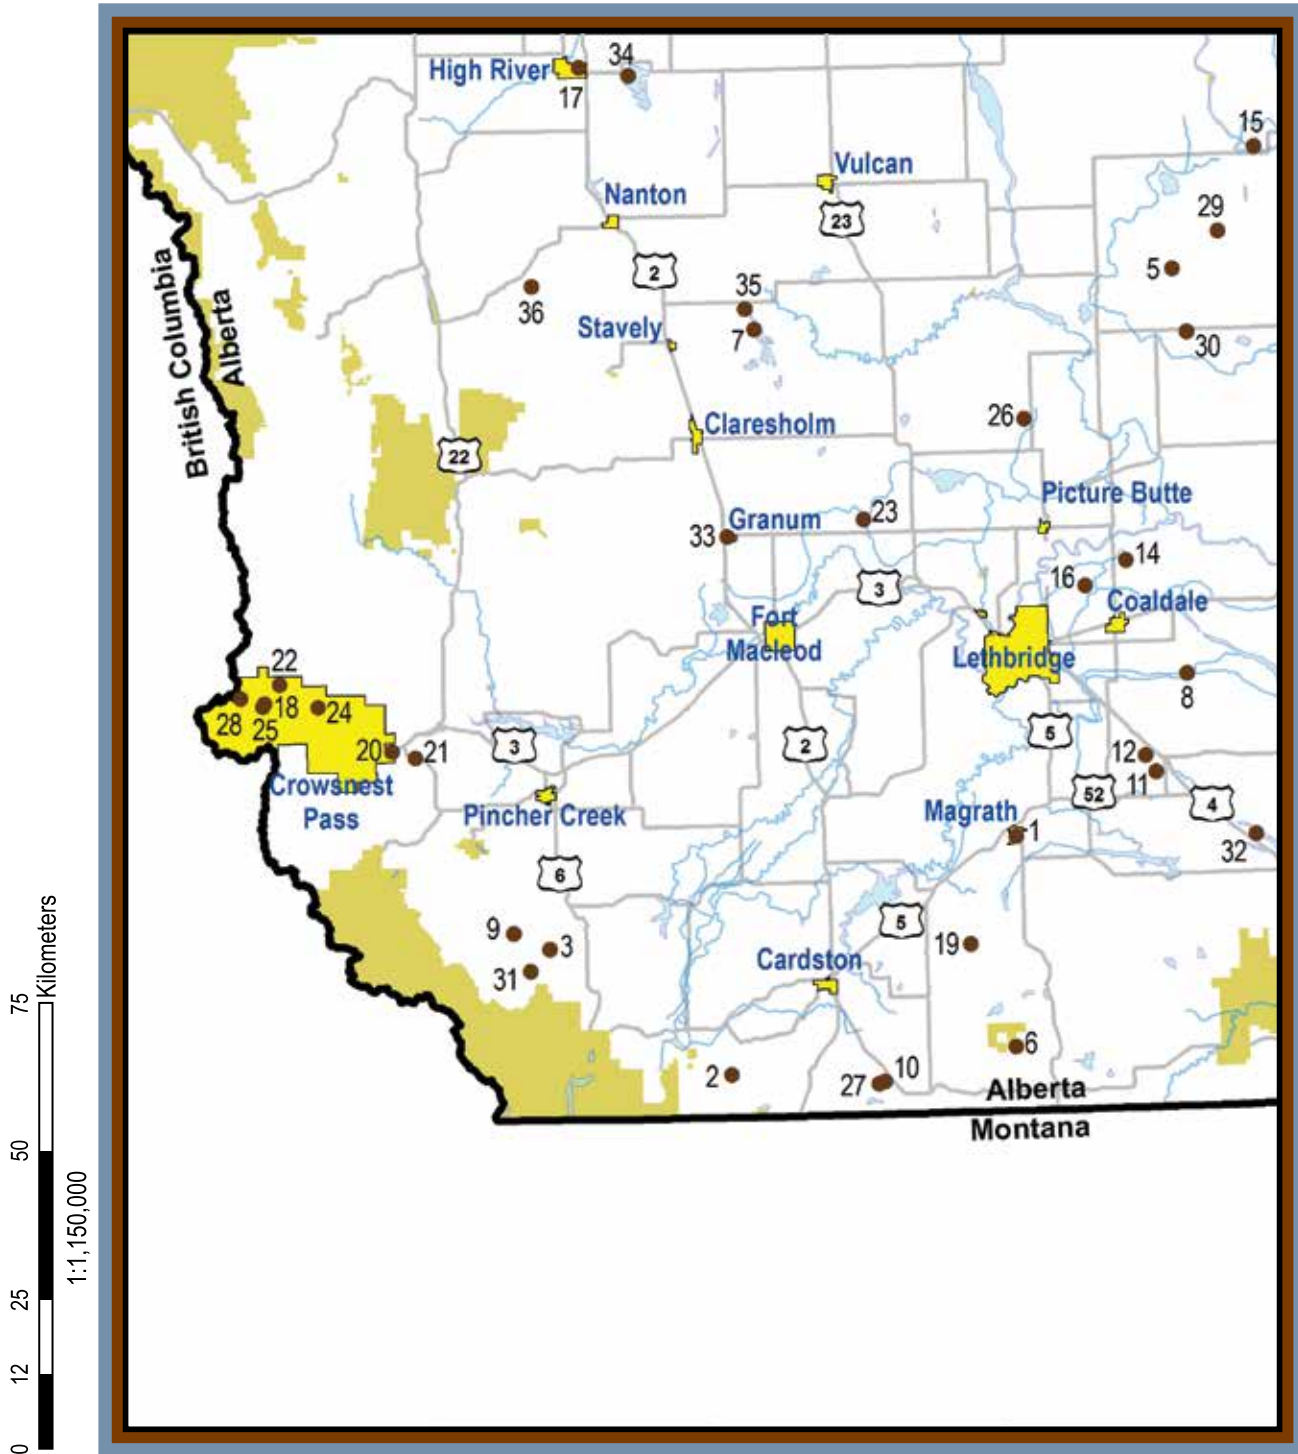 High River
34
17
15
Vulcan
Nanton
23
29
2
5
35
36
Stavely
7
30
British Columbia
Alberta
26
Claresholm
22
Picture Butte
Granum
23
33
14
3
16
Coaldale
Fort
Macleod
Lethbridge
22
18
24
8
28
25
5
3
2
20
21
12
11
Crowsnest
Pass
52
4
Pincher Creek
Magrath
1
32
6
5
9
3
19
31
Cardston
6
2
27
10
Alberta
Montana
0
12
25
50
75
Kilometers
1:1,150,000